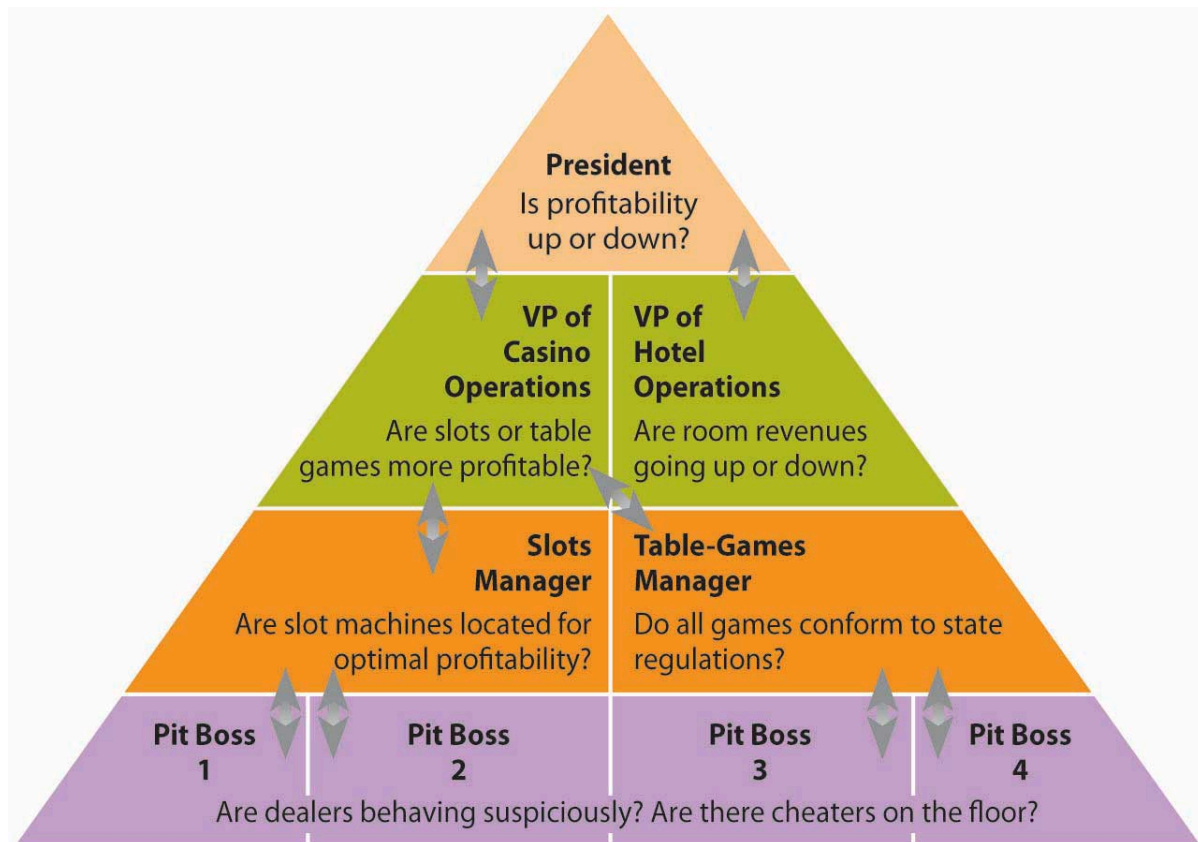 President
Is profitability
up or down?
VP of
Casino
Operations
Are slots or table
games more profitable?
VP of
Hotel
Operations
Are room revenues
going up or down?
Slots
Manager
Are slot machines located for
optimal profitability?
Table-Games
Manager
Do all games conform to state
regulations?
Pit Boss
1
Pit Boss
2
Pit Boss
3
Pit Boss
4
Are dealers behaving suspiciously? Are there cheaters on the floor?